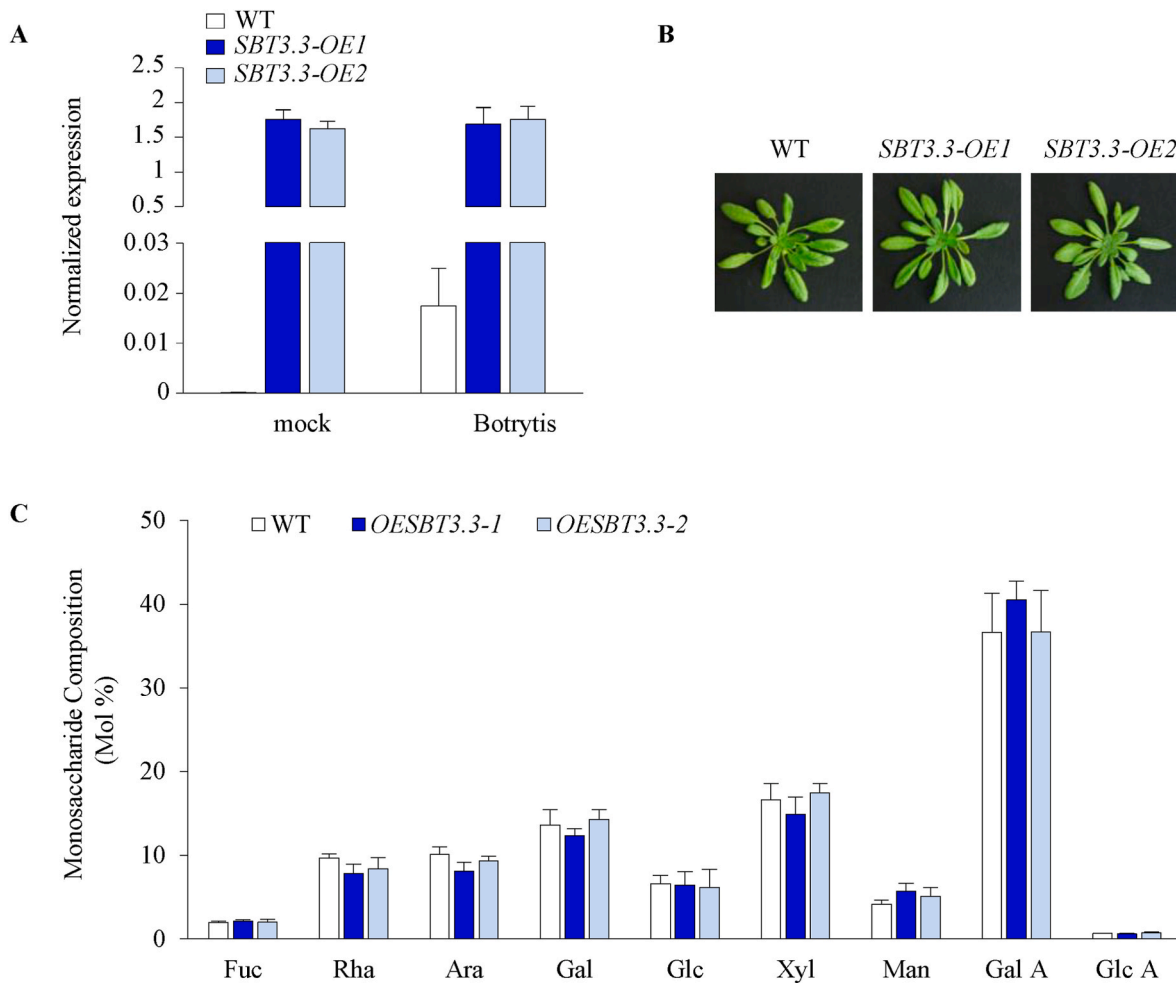 A
WT
SBT3.3-OE1
SBT3.3-OE2
Normalized expression
2.5
2
1.5
1
0.5
0.03
0.02
0.01
0
mock
Botrytis
B
WT
SBT3.3-OE1
SBT3.3-OE2
C
WT
OESBT3.3-1
OESBT3.3-2
Monosaccharide Composition
(Mol %)
50
40
30
20
10
0
Fuc
Rha
Ara
Gal
Glc
Xyl
Man
Gal A
Glc A